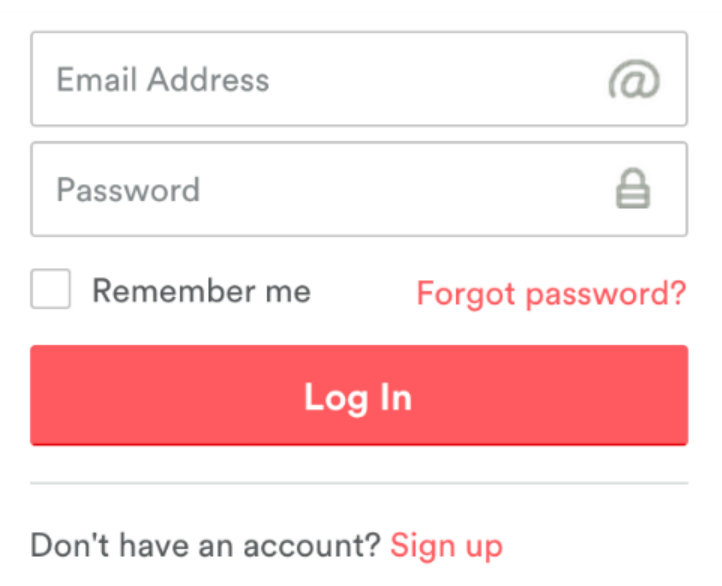 Email Address @
Password
Remember me Forgot password?
Log In
Don't have an account? Sign up